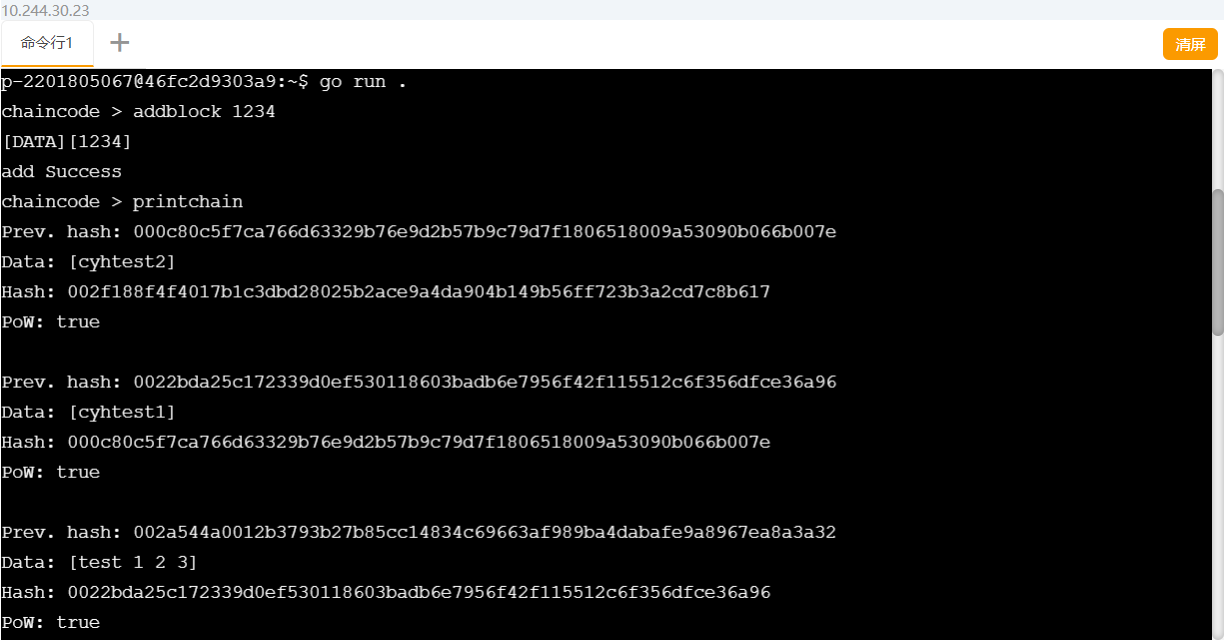 10.244.30.23
命令行1 +
清屏
p-2201805067@46fc2d9303a9:~$ go run .
chaincode > addblock 1234
[DATA][1234]
add Success
chaincode > printchain
Prev. hash: 000c80c5f7ca766d63329b76e9d2b57b9c79d7f1806518009a53090b066b007e
Data: [cyhtest2]
Hash: 002f188f4f4017b1c3dbd28025b2ace9a4da904b149b56ff723b3a2cd7c8b617
PoW: true
Prev. hash: 0022bda25c172339d0ef530118603badb6e7956f42f115512c6f356dfce36a96
Data: [cyhtest1]
Hash: 000c80c5f7ca766d63329b76e9d2b57b9c79d7f1806518009a53090b066b007e
PoW: true
Prev. hash: 002a544a0012b3793b27b85cc14834c69663af989ba4dabafe9a8967ea8a3a32
Data: [test 1 2 3]
Hash: 0022bda25c172339d0ef530118603badb6e7956f42f115512c6f356dfce36a96
PoW: true